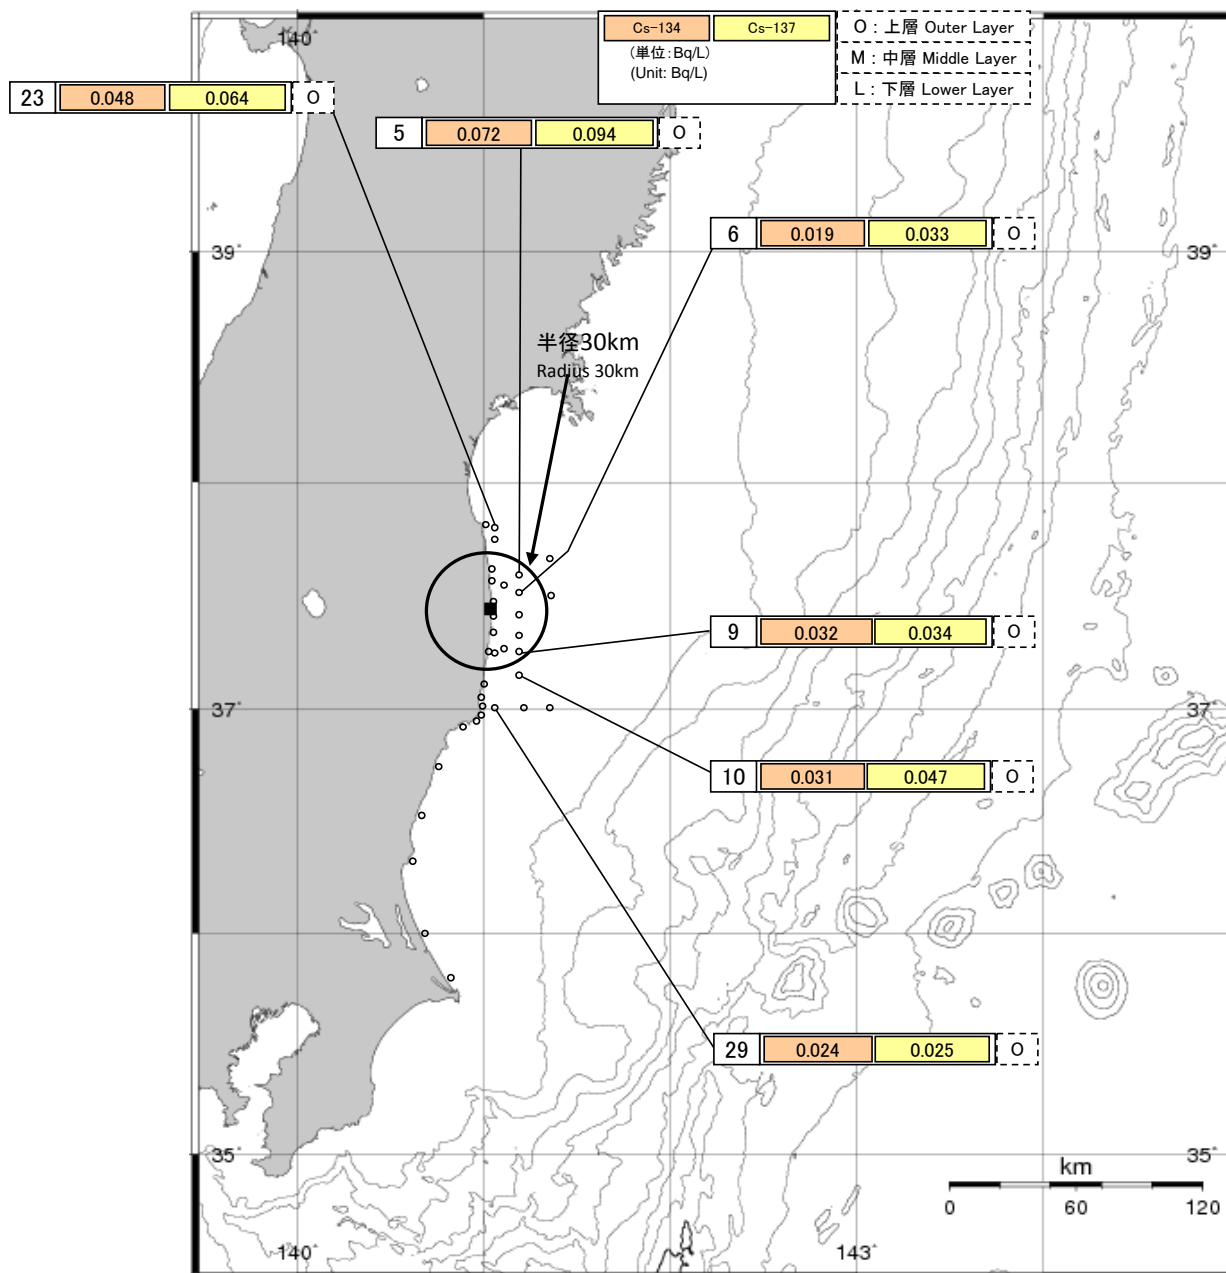 140°
Cs-134 Cs-137
(単位:Bq/L)
(Unit: Bq/L)
O : 上層 Outer Layer
M : 中層 Middle Layer
L : 下層 Lower Layer
23 0.048 0.064 O
5 0.072 0.094 O
6 0.019 0.033 O
39° 39°
半径30km
Radius 30km
9 0.032 0.034 O
37° 37°
10 0.031 0.047 O
29 0.024 0.025 O
35° 35°
km
0 60 120
140° 143°